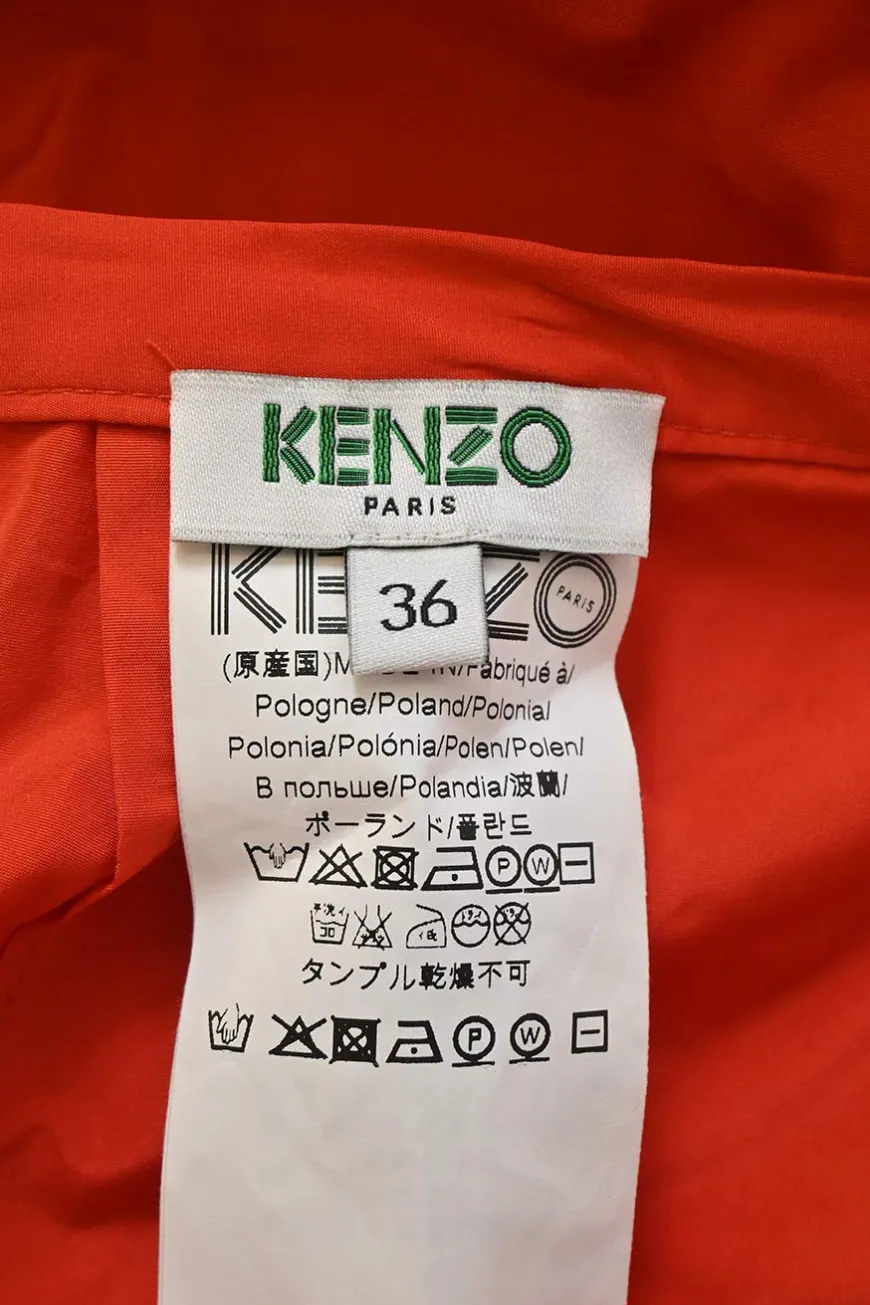 KENZO
PARIS
36
PARIS
(原産国)M IN/Fabriqué à/
Pologne/Poland/Polonia/
Polonia/Polónia/Polen/Polen/
В польше/Polandia/波蘭/
ポーランド/폴란드
P W
タンブル乾燥不可
P W